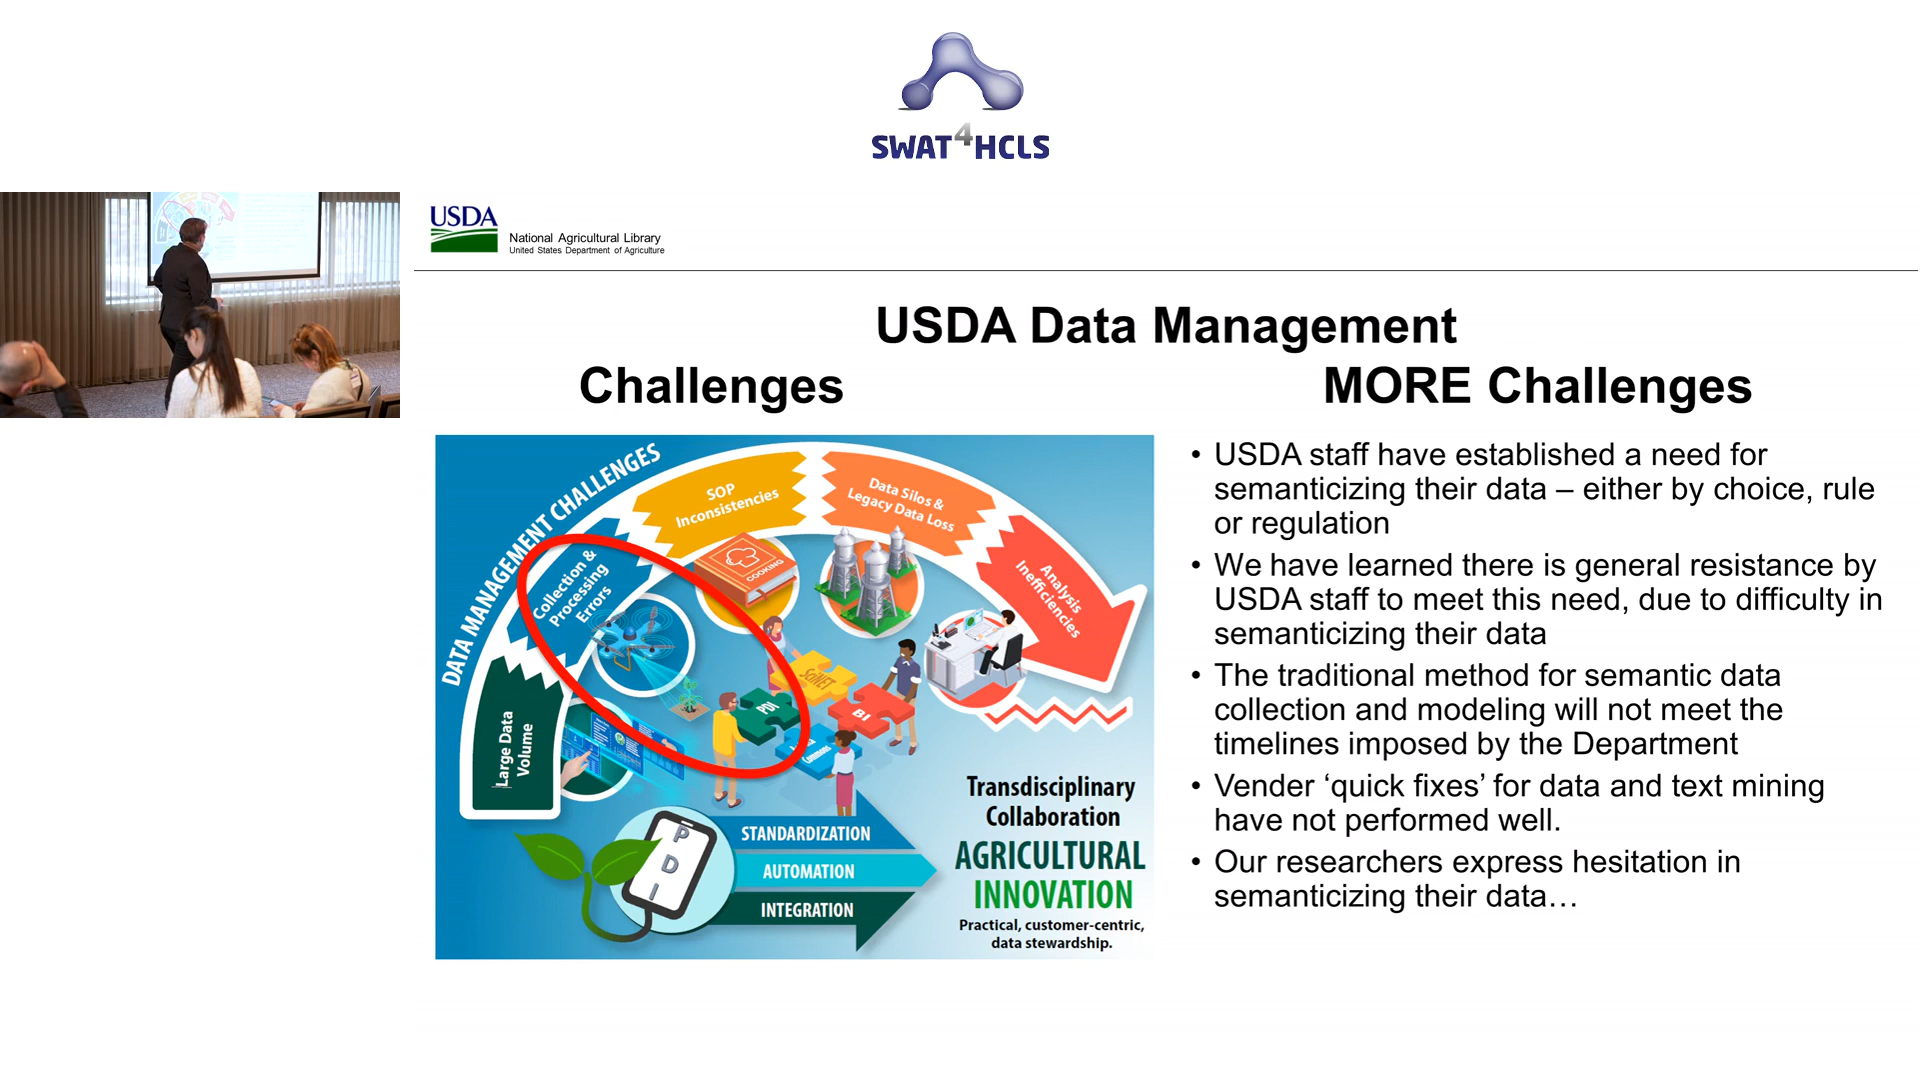 SWAT4HCLS
USDA
National Agricultural Library
United States Department of Agriculture
USDA Data Management
Challenges
MORE Challenges
DATA MANAGEMENT CHALLENGES
Large Data
Volume
Collection &
Processing
Errors
SOP
Inconsistencies
Data Silos &
Legacy Data Loss
Analysis
Inefficiencies
COOKING
SciNET
PDI
BI
Commons
PDI
STANDARDIZATION
AUTOMATION
INTEGRATION
Transdisciplinary
Collaboration
AGRICULTURAL
INNOVATION
Practical, customer-centric,
data stewardship.
• USDA staff have established a need for
semanticizing their data – either by choice, rule
or regulation
• We have learned there is general resistance by
USDA staff to meet this need, due to difficulty in
semanticizing their data
• The traditional method for semantic data
collection and modeling will not meet the
timelines imposed by the Department
• Vender ‘quick fixes’ for data and text mining
have not performed well.
• Our researchers express hesitation in
semanticizing their data…